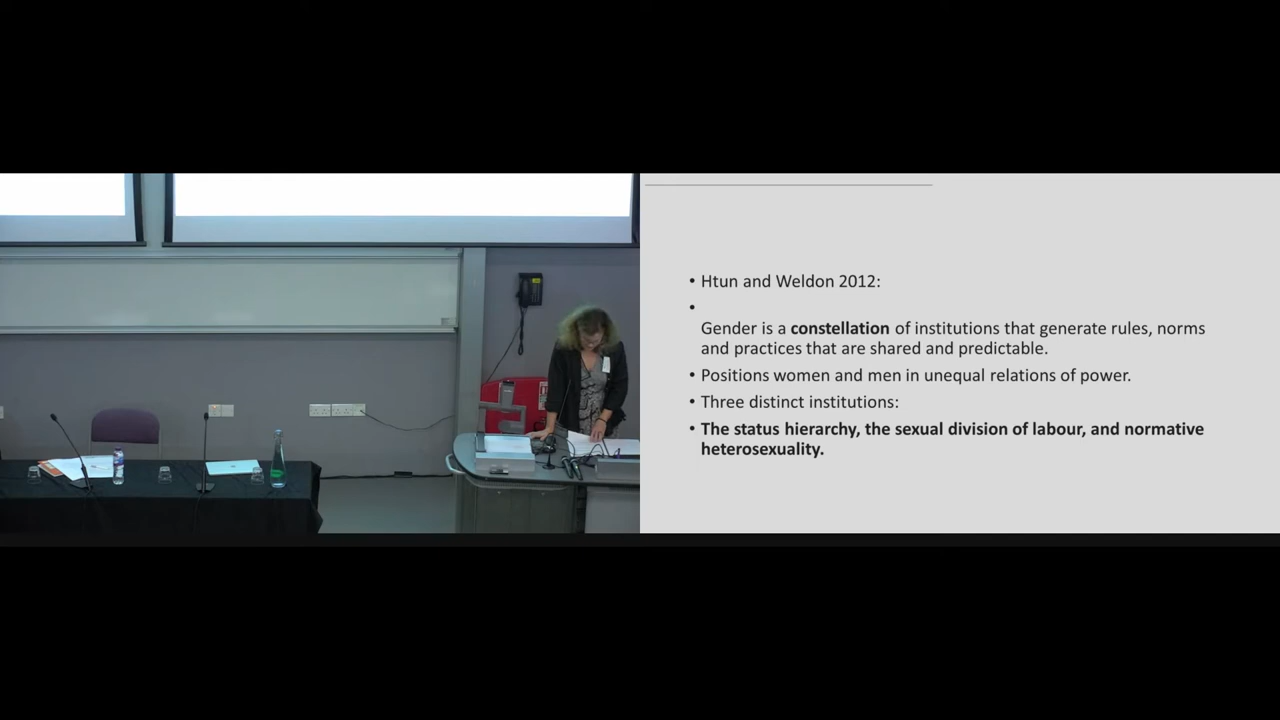 • Htun and Weldon 2012:
•
Gender is a constellation of institutions that generate rules, norms
and practices that are shared and predictable.
• Positions women and men in unequal relations of power.
• Three distinct institutions:
• The status hierarchy, the sexual division of labour, and normative
heterosexuality.